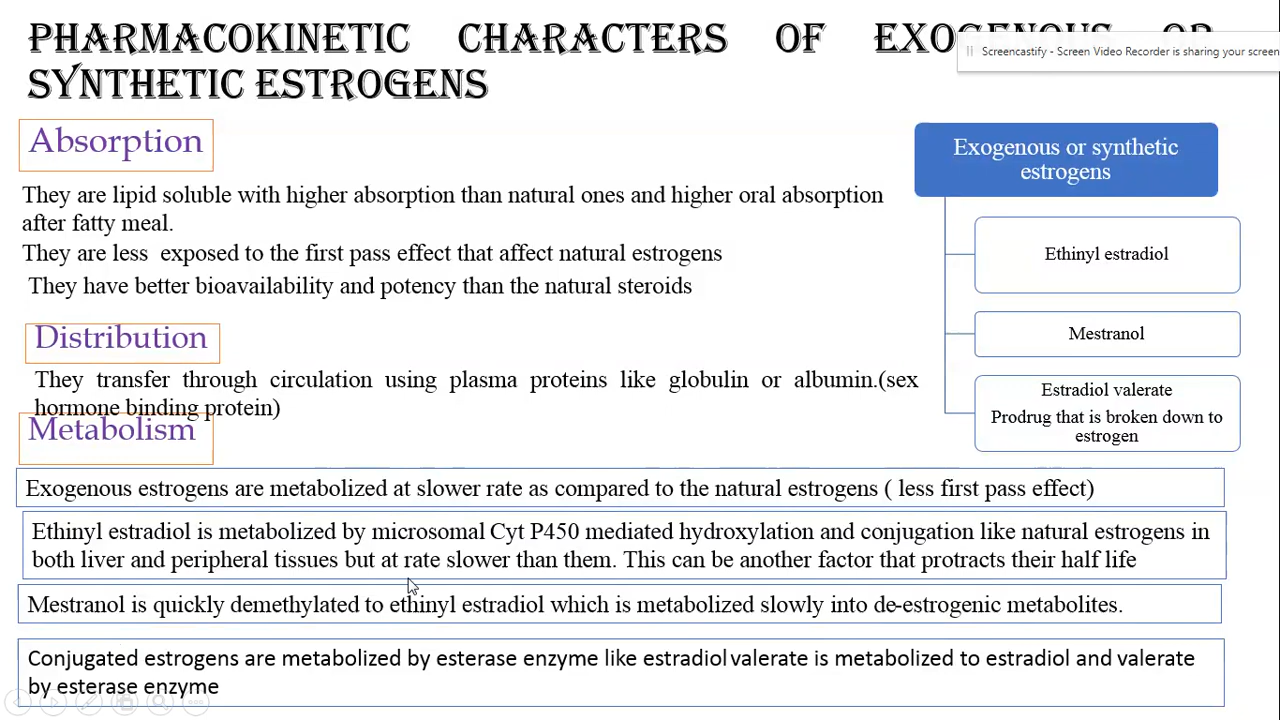 PHARMACOKINETIC CHARACTERS OF EXOGENOUS OR
SYNTHETIC ESTROGENS
Screencastify - Screen Video Recorder is sharing your screen
Absorption
They are lipid soluble with higher absorption than natural ones and higher oral absorption
after fatty meal.
They are less exposed to the first pass effect that affect natural estrogens
They have better bioavailability and potency than the natural steroids
Distribution
They transfer through circulation using plasma proteins like globulin or albumin.(sex
hormone binding protein)
Exogenous or synthetic
estrogens
Ethinyl estradiol
Mestranol
Estradiol valerate
Prodrug that is broken down to
estrogen
Metabolism
Exogenous estrogens are metabolized at slower rate as compared to the natural estrogens ( less first pass effect)
Ethinyl estradiol is metabolized by microsomal Cyt P450 mediated hydroxylation and conjugation like natural estrogens in
both liver and peripheral tissues but at rate slower than them. This can be another factor that protracts their half life
Mestranol is quickly demethylated to ethinyl estradiol which is metabolized slowly into de-estrogenic metabolites.
Conjugated estrogens are metabolized by esterase enzyme like estradiol valerate is metabolized to estradiol and valerate
by esterase enzyme